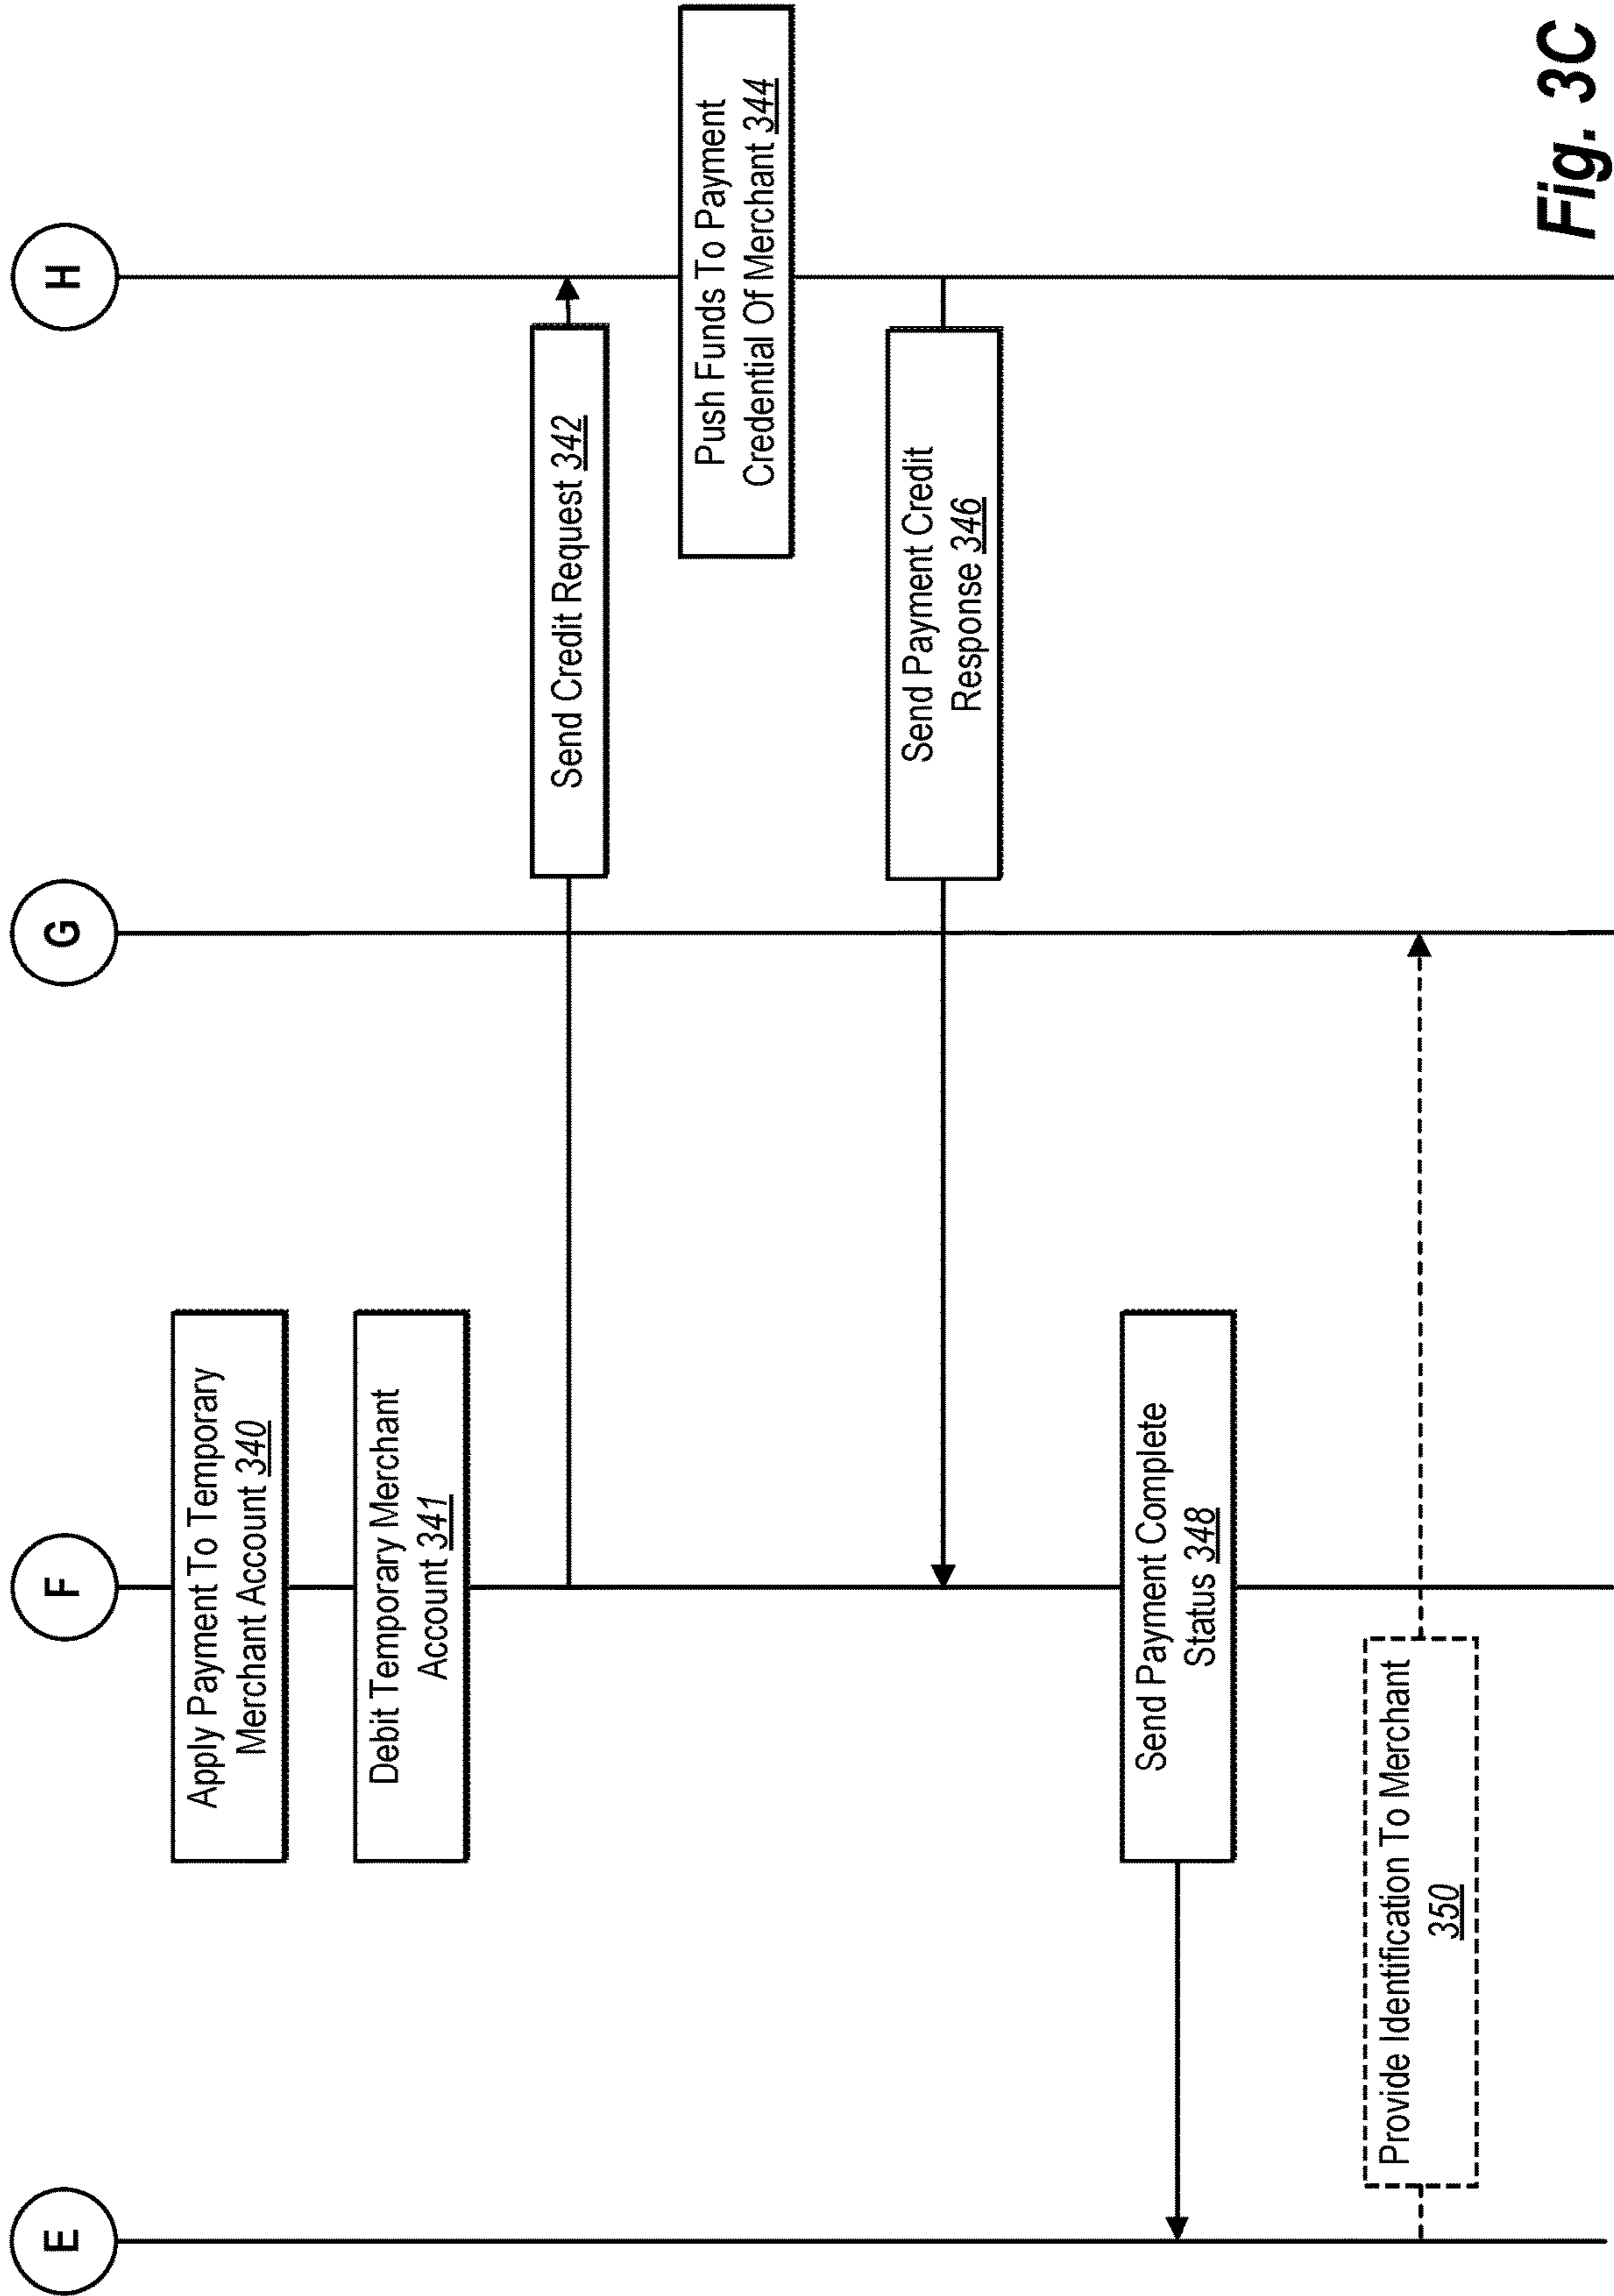 E
F
G
H
Apply Payment To Temporary
Merchant Account 340
Debit Temporary Merchant
Account 341
Send Credit Request 342
Push Funds To Payment
Credential Of Merchant 344
Send Payment Credit
Response 346
Send Payment Complete
Status 348
Provide Identification To Merchant
350
Fig. 3C